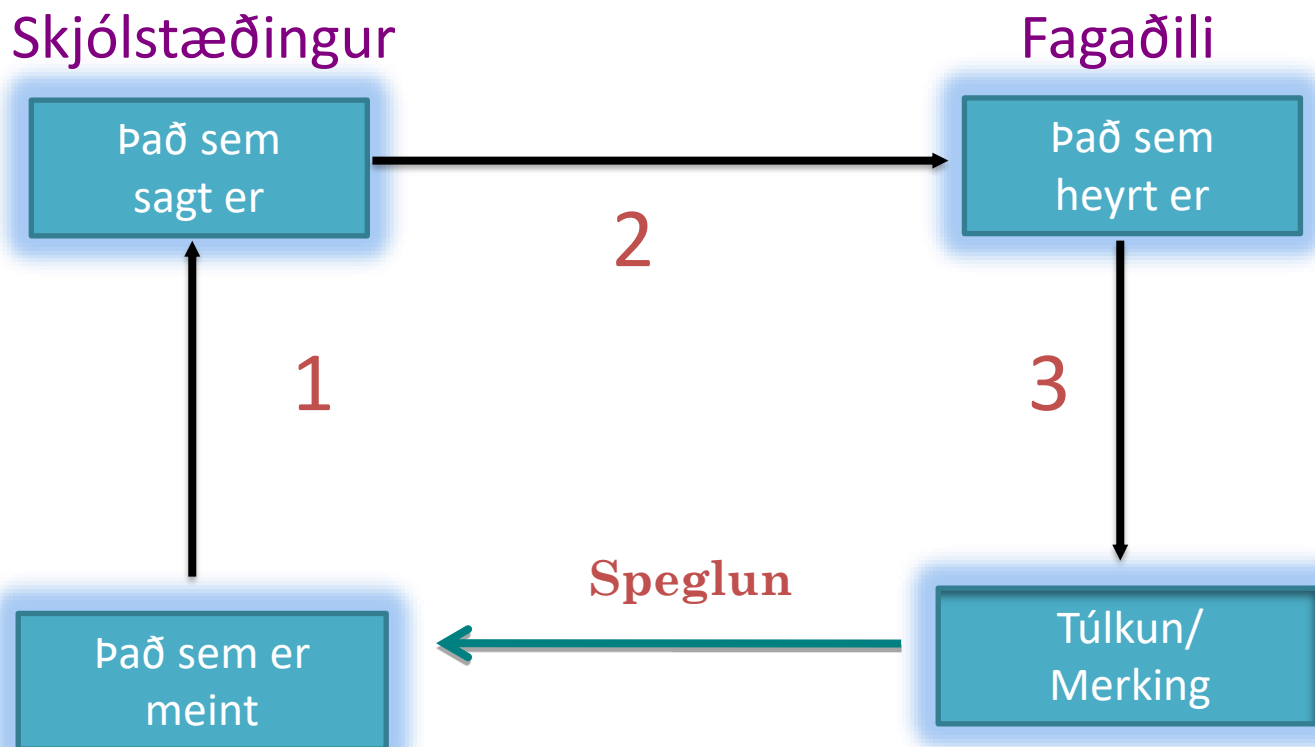 Skjólstæðingur
Fagaðili
Það sem
sagt er
Það sem
heyrt er
2
1
3
Speglun
Það sem er
meint
Túlkun/
Merking